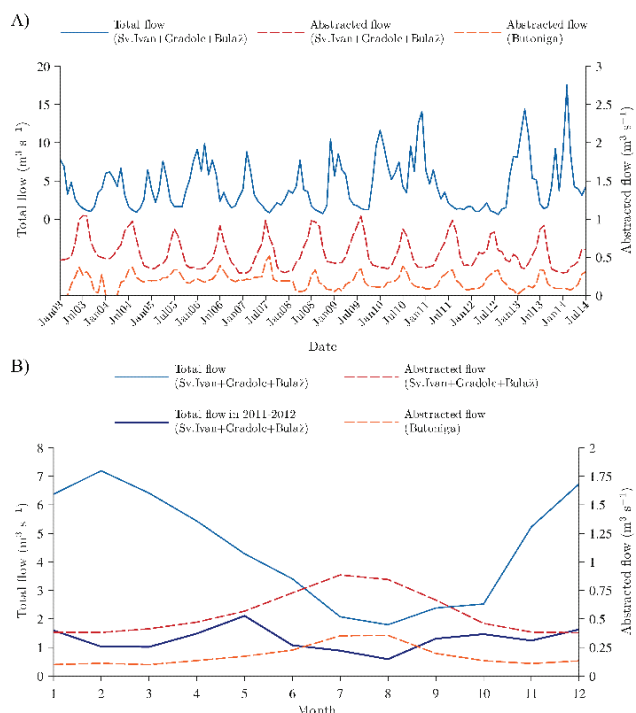 A)
Total flow
(Sv.Ivan+Gradole+Bulaž)
Abstracted flow
(Sv.Ivan+Gradole+Bulaž)
Abstracted flow
(Butoniga)
20
15
10
5
0
Total flow (m³ s⁻¹)
3
2.5
2
1.5
1
0.5
0
Abstracted flow (m³ s⁻¹)
Jan03 Jul03 Jan04 Jul04 Jan05 Jul05 Jan06 Jul06 Jan07 Jul07 Jan08 Jul08 Jan09 Jul09 Jan10 Jul10 Jan11 Jul11 Jan12 Jul12 Jan13 Jul13 Jan14 Jul14
Date
B)
Total flow
(Sv.Ivan+Gradole+Bulaž)
Abstracted flow
(Sv.Ivan+Gradole+Bulaž)
Total flow in 2011-2012
(Sv.Ivan+Gradole+Bulaž)
Abstracted flow
(Butoniga)
8
7
6
5
4
3
2
1
0
Total flow (m³ s⁻¹)
2
1.75
1.5
1.25
1
0.75
0.5
0.25
0
Abstracted flow (m³ s⁻¹)
1 2 3 4 5 6 7 8 9 10 11 12
Month